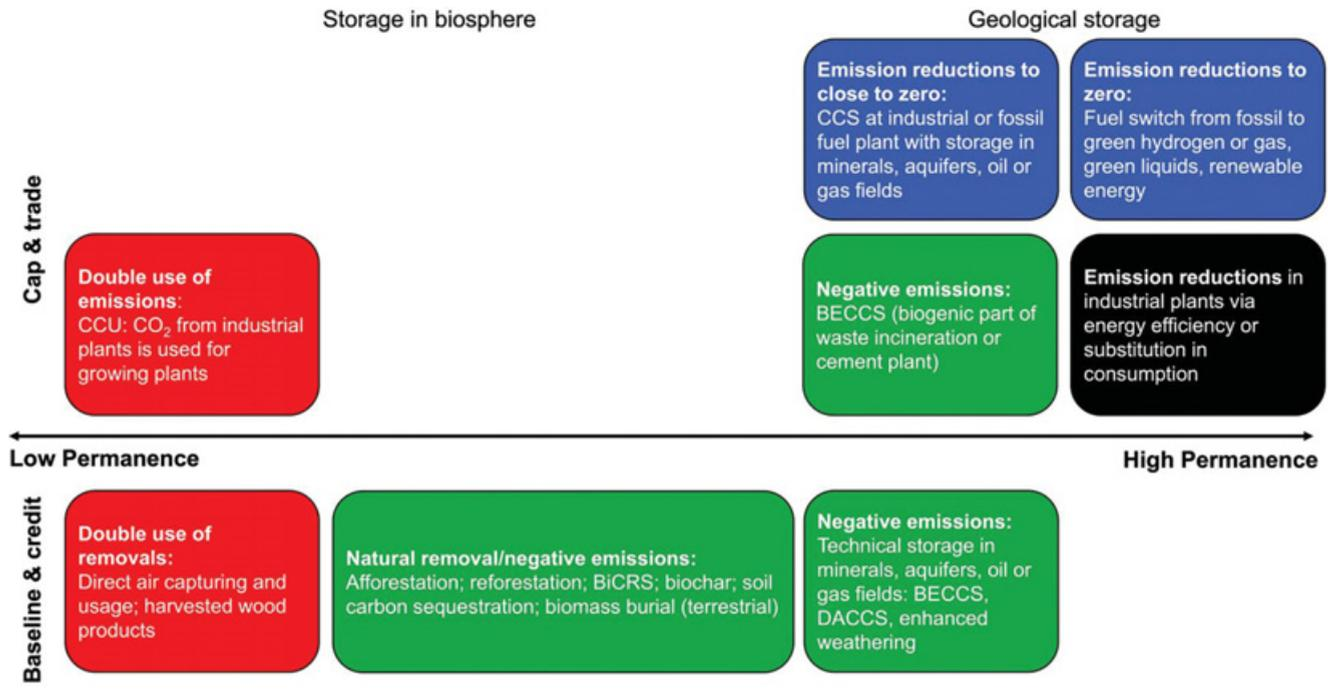 Storage in biosphere
Geological storage
Cap & trade
Emission reductions to
close to zero:
CCS at industrial or fossil
fuel plant with storage in
minerals, aquifers, oil or
gas fields
Emission reductions to
zero:
Fuel switch from fossil to
green hydrogen or gas,
green liquids, renewable
energy
Double use of
emissions:
CCU: CO₂ from industrial
plants is used for
growing plants
Negative emissions:
BECCS (biogenic part of
waste incineration or
cement plant)
Emission reductions in
industrial plants via
energy efficiency or
substitution in
consumption
Low Permanence
High Permanence
Baseline & credit
Double use of
removals:
Direct air capturing and
usage; harvested wood
products
Natural removal/negative emissions:
Afforestation; reforestation; BiCRS; biochar; soil
carbon sequestration; biomass burial (terrestrial)
Negative emissions:
Technical storage in
minerals, aquifers, oil or
gas fields: BECCS,
DACCS, enhanced
weathering